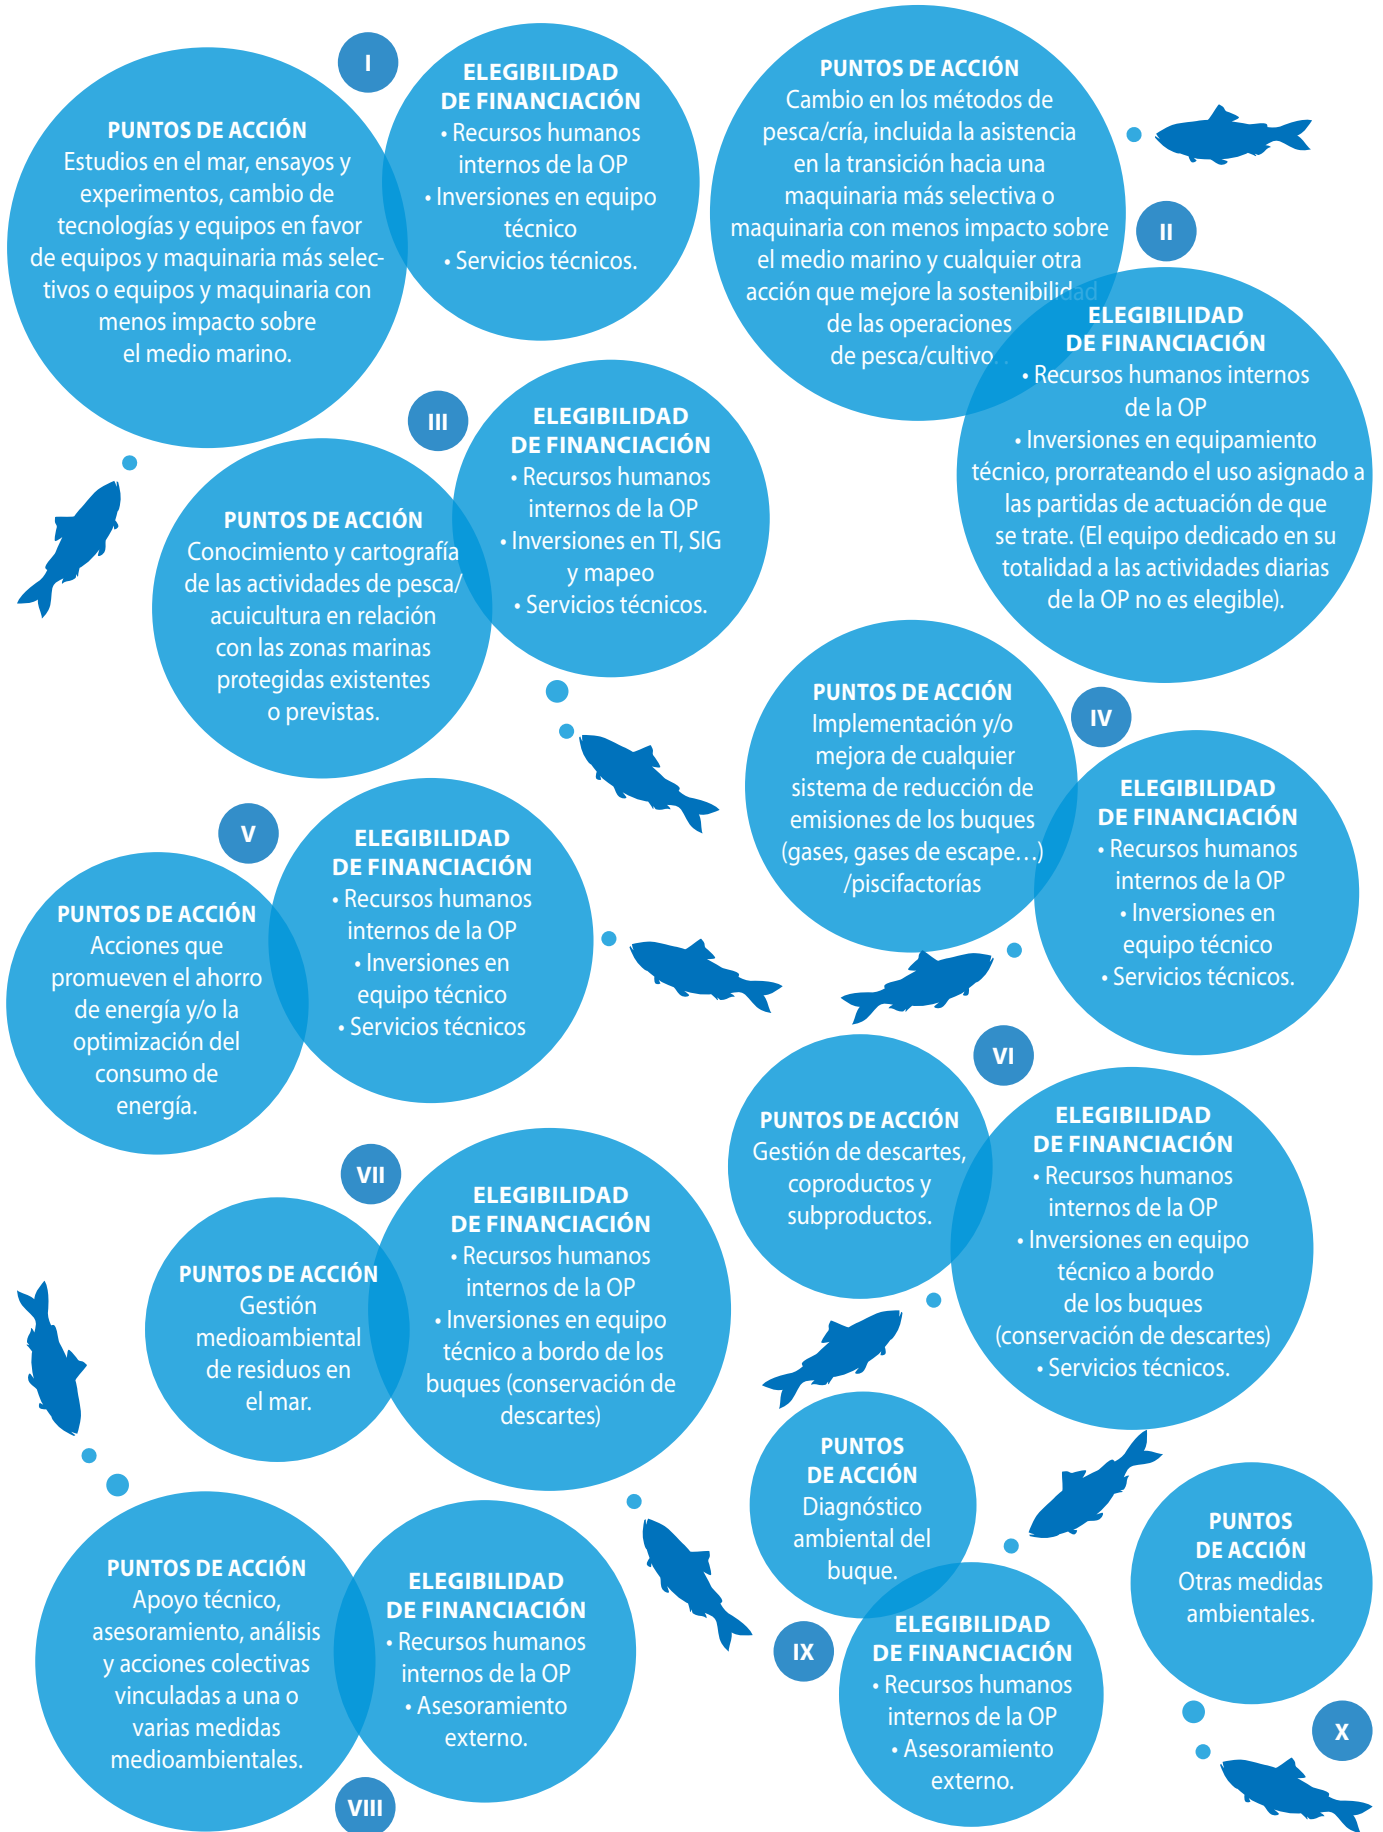 I
PUNTOS DE ACCIÓN
Estudios en el mar, ensayos y
experimentos, cambio de
tecnologías y equipos en favor
de equipos y maquinaria más selec-
tivos o equipos y maquinaria con
menos impacto sobre
el medio marino.
ELEGIBILIDAD
DE FINANCIACIÓN
• Recursos humanos
internos de la OP
• Inversiones en equipo
técnico
• Servicios técnicos.
II
PUNTOS DE ACCIÓN
Cambio en los métodos de
pesca/cría, incluida la asistencia
en la transición hacia una
maquinaria más selectiva o
maquinaria con menos impacto sobre
el medio marino y cualquier otra
acción que mejore la sostenibilidad
de las operaciones
de pesca/cultivo…
ELEGIBILIDAD
DE FINANCIACIÓN
• Recursos humanos internos
de la OP
• Inversiones en equipamiento
técnico, prorrateando el uso asignado a
las partidas de actuación de que
se trate. (El equipo dedicado en su
totalidad a las actividades diarias
de la OP no es elegible).
III
PUNTOS DE ACCIÓN
Conocimiento y cartografía
de las actividades de pesca/
acuicultura en relación
con las zonas marinas
protegidas existentes
o previstas.
ELEGIBILIDAD
DE FINANCIACIÓN
• Recursos humanos
internos de la OP
• Inversiones en TI, SIG
y mapeo
• Servicios técnicos.
IV
PUNTOS DE ACCIÓN
Implementación y/o
mejora de cualquier
sistema de reducción de
emisiones de los buques
(gases, gases de escape…)
/piscifactorías
ELEGIBILIDAD
DE FINANCIACIÓN
• Recursos humanos
internos de la OP
• Inversiones en
equipo técnico
• Servicios técnicos.
V
PUNTOS DE ACCIÓN
Acciones que
promueven el ahorro
de energía y/o la
optimización del
consumo de
energía.
ELEGIBILIDAD
DE FINANCIACIÓN
• Recursos humanos
internos de la OP
• Inversiones en
equipo técnico
• Servicios técnicos
VI
PUNTOS DE ACCIÓN
Gestión de descartes,
coproductos y
subproductos.
ELEGIBILIDAD
DE FINANCIACIÓN
• Recursos humanos
internos de la OP
• Inversiones en equipo
técnico a bordo
de los buques
(conservación de descartes)
• Servicios técnicos.
VII
PUNTOS DE ACCIÓN
Gestión
medioambiental
de residuos en
el mar.
ELEGIBILIDAD
DE FINANCIACIÓN
• Recursos humanos
internos de la OP
• Inversiones en equipo
técnico a bordo de los
buques (conservación de
descartes)
PUNTOS DE ACCIÓN
Apoyo técnico,
asesoramiento, análisis
y acciones colectivas
vinculadas a una o
varias medidas
medioambientales.
ELEGIBILIDAD
DE FINANCIACIÓN
• Recursos humanos
internos de la OP
• Asesoramiento
externo.
VIII
PUNTOS
DE ACCIÓN
Diagnóstico
ambiental del
buque.
IX
ELEGIBILIDAD
DE FINANCIACIÓN
• Recursos humanos
internos de la OP
• Asesoramiento
externo.
PUNTOS
DE ACCIÓN
Otras medidas
ambientales.
X